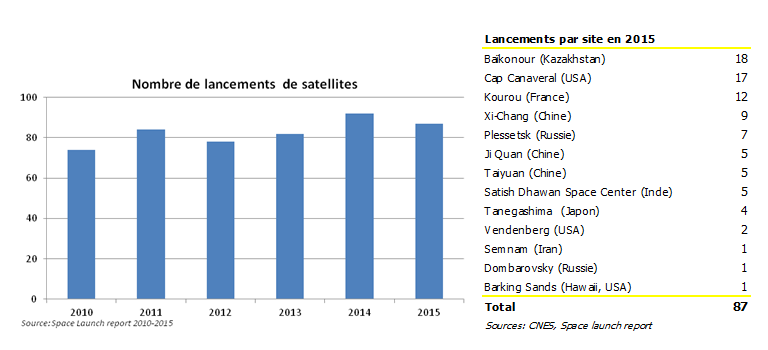 Nombre de lancements de satellites
100
80
60
40
20
0
2010 2011 2012 2013 2014 2015
Source: Space Launch report 2010-2015
Lancements par site en 2015
Baïkonour (Kazakhstan) 18
Cap Canaveral (USA) 17
Kourou (France) 12
Xi-Chang (Chine) 9
Plessetsk (Russie) 7
Ji Quan (Chine) 5
Taiyuan (Chine) 5
Satish Dhawan Space Center (Inde) 5
Tanegashima (Japon) 4
Vendenberg (USA) 2
Semnam (Iran) 1
Dombarovsky (Russie) 1
Barking Sands (Hawaii, USA) 1
Total 87
Sources: CNES, Space launch report